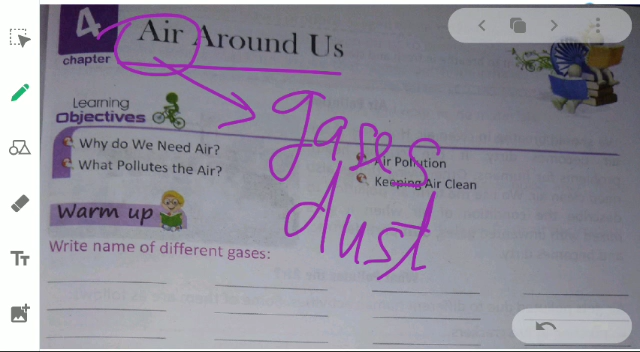 4
chapter
Air Around Us
Learning
Objectives
Why do We Need Air?
What Pollutes the Air?
Air Pollution
Keeping Air Clean
gases
dust
Warm up
Write name of different gases:
TT